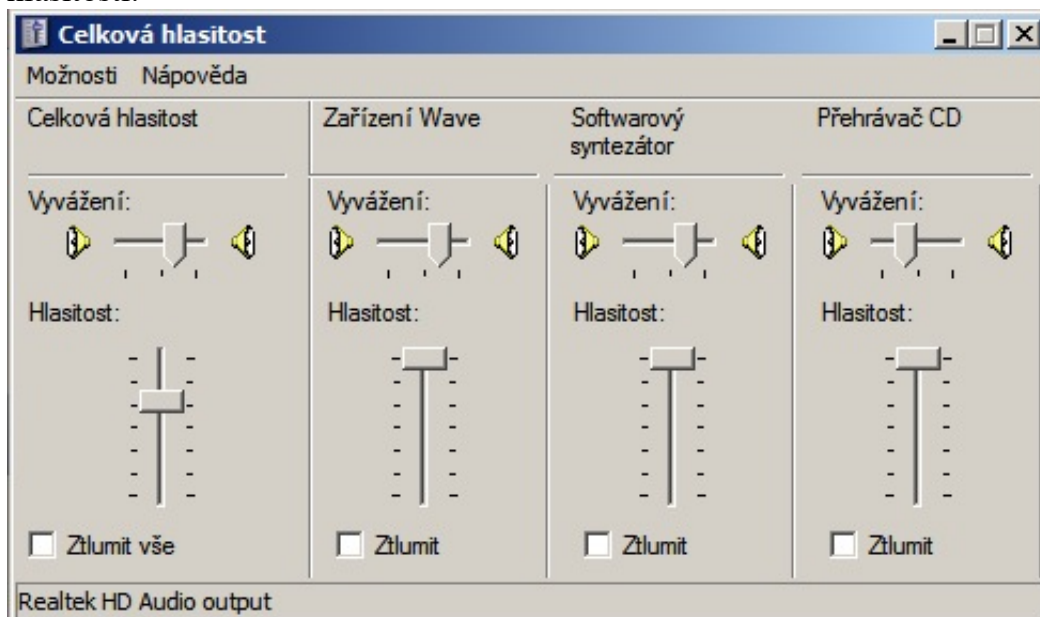 Celková hlasitost
Možnosti Nápověda
Celková hlasitost
Vyvážení:
Hlasitost:
Ztlumit vše
Zařízení Wave
Vyvážení:
Hlasitost:
Ztlumit
Softwarový
syntezátor
Vyvážení:
Hlasitost:
Ztlumit
Přehrávač CD
Vyvážení:
Hlasitost:
Ztlumit
Realtek HD Audio output